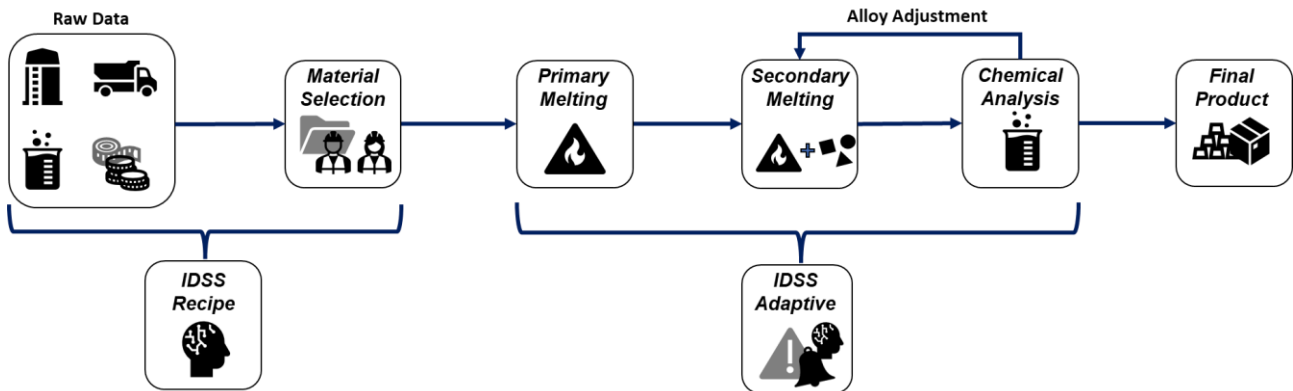 Raw Data
Alloy Adjustment
Material
Selection
Primary
Melting
Secondary
Melting
Chemical
Analysis
Final
Product
IDSS
Recipe
IDSS
Adaptive